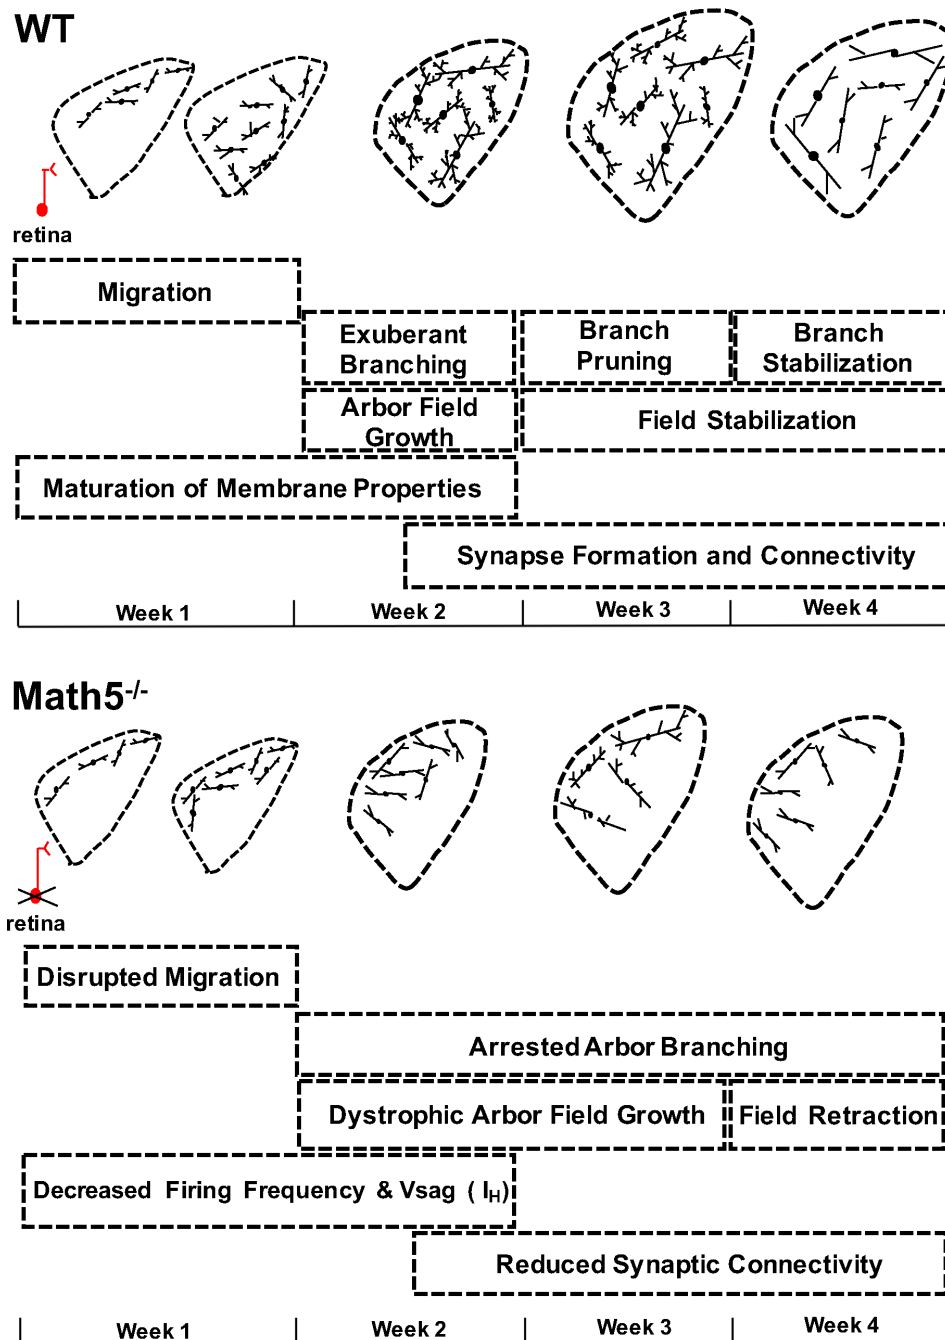 WT
retina
Migration
Exuberant
Branching
Branch
Pruning
Branch
Stabilization
Arbor Field
Growth
Field Stabilization
Maturation of Membrane Properties
Synapse Formation and Connectivity
Week 1
Week 2
Week 3
Week 4
Math5-/-
retina
Disrupted Migration
Arrested Arbor Branching
Dystrophic Arbor Field Growth
Field Retraction
Decreased Firing Frequency & Vsag ( IH)
Reduced Synaptic Connectivity
Week 1
Week 2
Week 3
Week 4